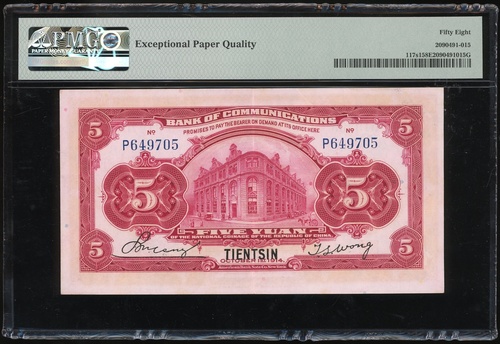 PMG
PAPER MONEY GUARANTY
Exceptional Paper Quality
Fifty Eight
2090491-015
117s158E2090491015G
BANK OF COMMUNICATIONS
PROMISES TO PAY THE BEARER ON DEMAND AT ITS OFFICE HERE
Nº Nº
P649705 P649705
5 5
5 5
FIVE YUAN
OF THE NATIONAL COINAGE OF THE REPUBLIC OF CHINA
5 5
TIENTSIN
T S Wong
OCTOBER 1ST 1914.